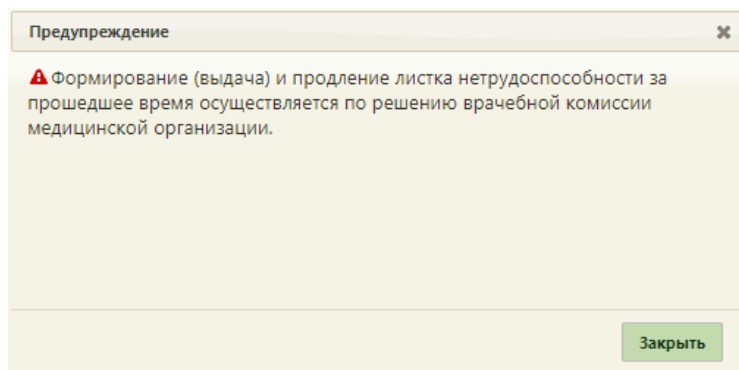 Предупреждение
Формирование (выдача) и продление листка нетрудоспособности за
прошедшее время осуществляется по решению врачебной комиссии
медицинской организации.
Закрыть